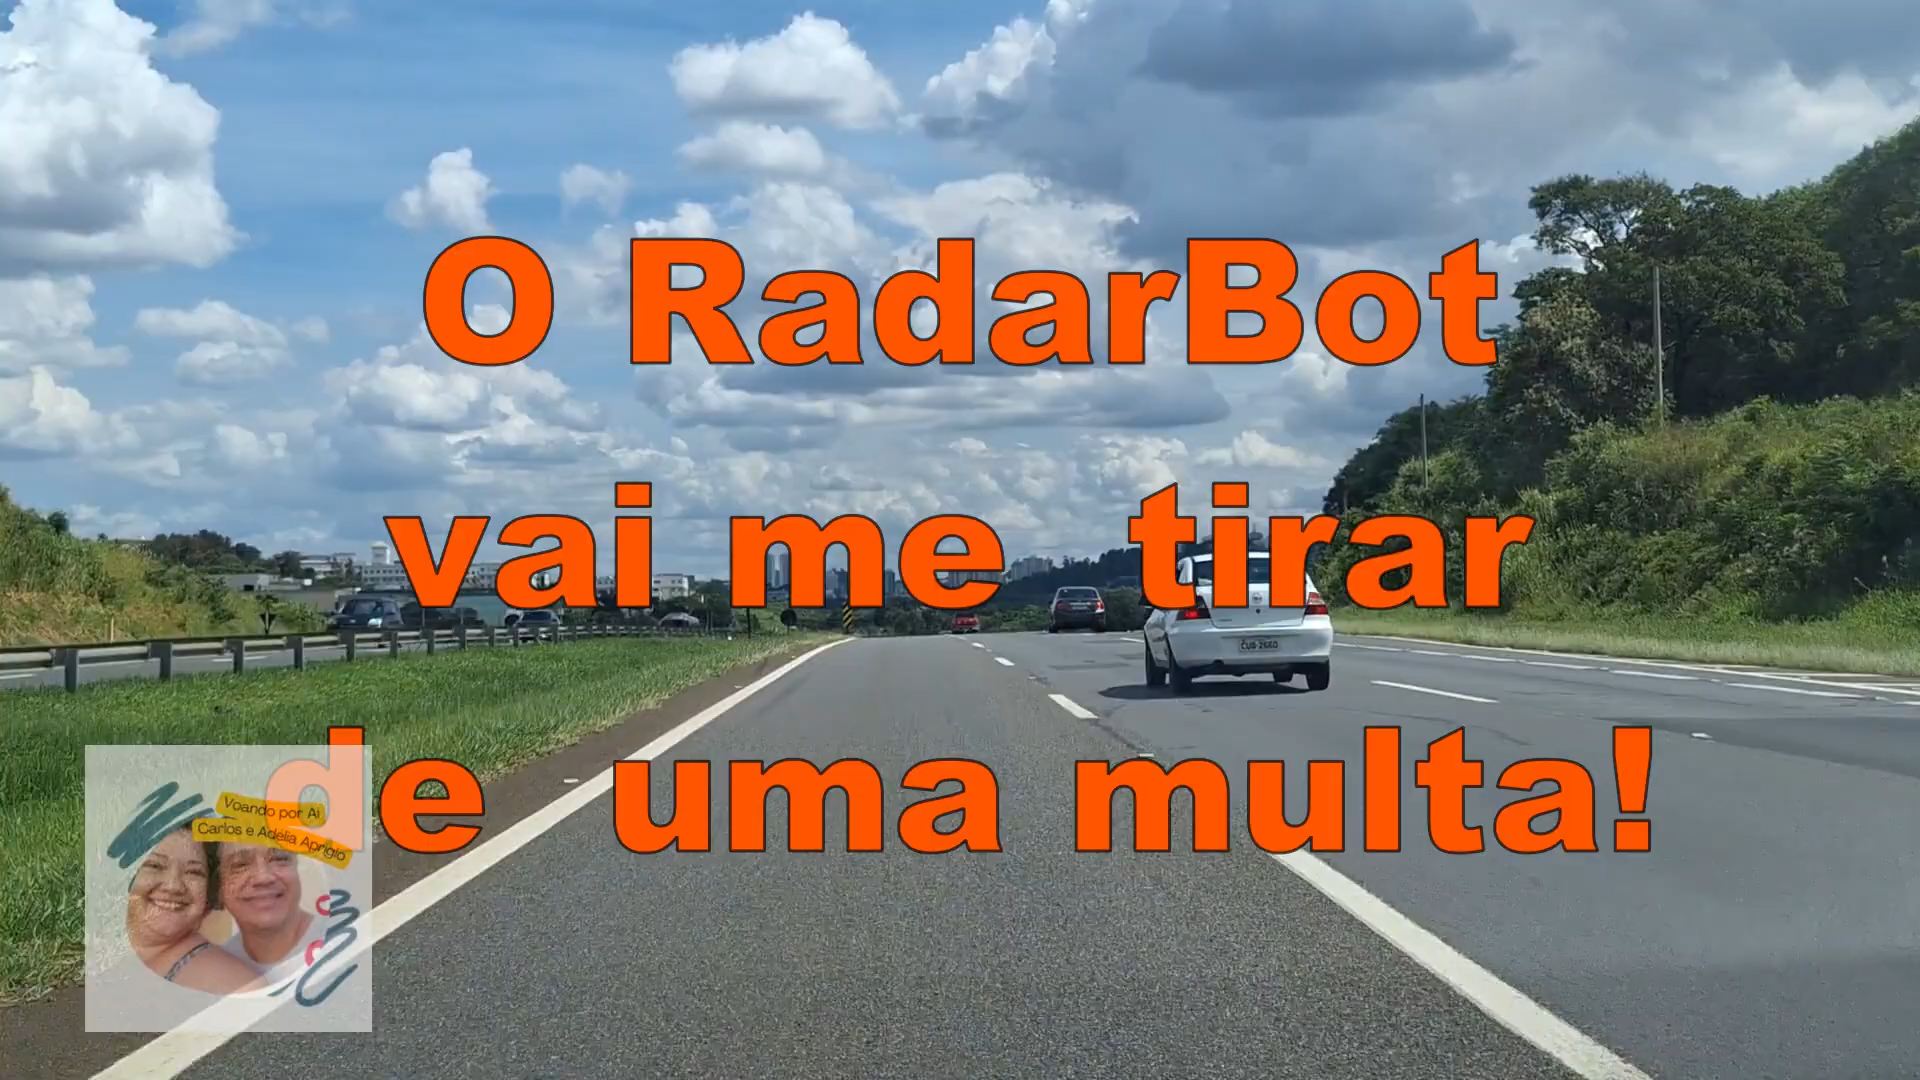 O RadarBot
vai me tirar
de uma multa!
Voando por Aí
Carlos e Adélia Aprigio